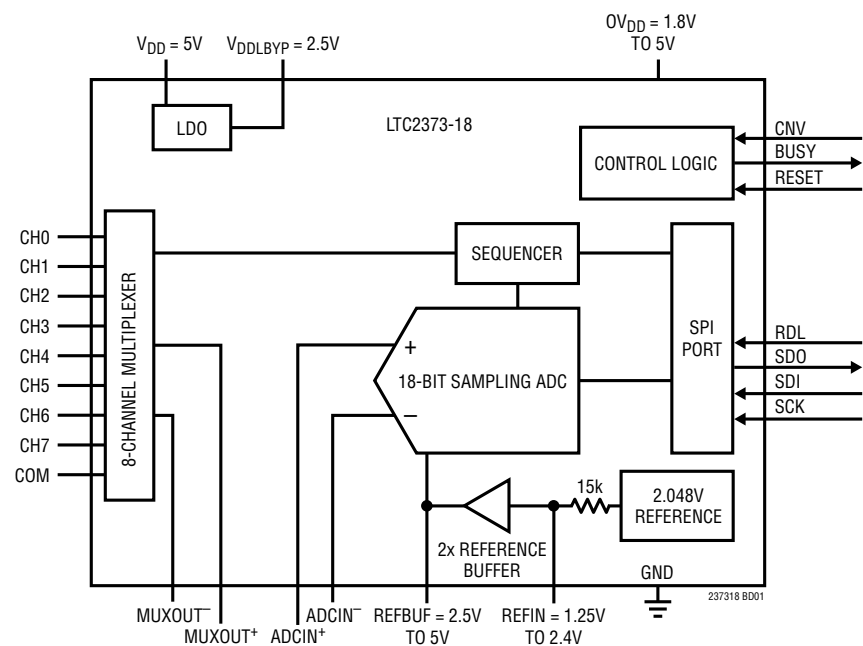 OVDD = 1.8V
TO 5V
VDD = 5V
VDDLBYP = 2.5V
LDO
LTC2373-18
CONTROL LOGIC
CNV
BUSY
RESET
CH0
CH1
CH2
CH3
CH4
CH5
CH6
CH7
COM
8-CHANNEL MULTIPLEXER
SEQUENCER
+
18-BIT SAMPLING ADC
–
SPI
PORT
RDL
SDO
SDI
SCK
15k
2.048V
REFERENCE
2x REFERENCE
BUFFER
GND
237318 BD01
MUXOUT–
MUXOUT+
ADCIN+
ADCIN–
REFBUF = 2.5V
TO 5V
REFIN = 1.25V
TO 2.4V